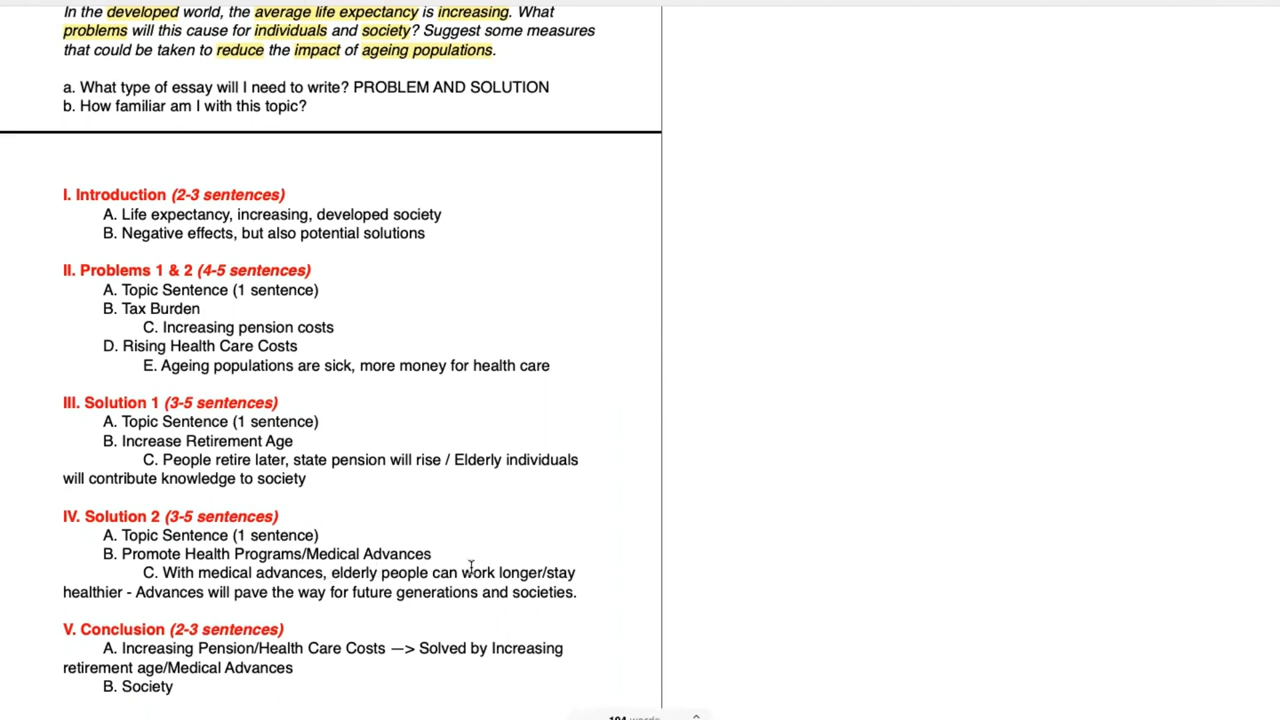 In the developed world, the average life expectancy is increasing. What
problems will this cause for individuals and society? Suggest some measures
that could be taken to reduce the impact of ageing populations.
a. What type of essay will I need to write? PROBLEM AND SOLUTION
b. How familiar am I with this topic?
I. Introduction (2-3 sentences)
A. Life expectancy, increasing, developed society
B. Negative effects, but also potential solutions
II. Problems 1 & 2 (4-5 sentences)
A. Topic Sentence (1 sentence)
B. Tax Burden
C. Increasing pension costs
D. Rising Health Care Costs
E. Ageing populations are sick, more money for health care
III. Solution 1 (3-5 sentences)
A. Topic Sentence (1 sentence)
B. Increase Retirement Age
C. People retire later, state pension will rise / Elderly individuals
will contribute knowledge to society
IV. Solution 2 (3-5 sentences)
A. Topic Sentence (1 sentence)
B. Promote Health Programs/Medical Advances
C. With medical advances, elderly people can work longer/stay
healthier - Advances will pave the way for future generations and societies.
V. Conclusion (2-3 sentences)
A. Increasing Pension/Health Care Costs —> Solved by Increasing
retirement age/Medical Advances
B. Society
words